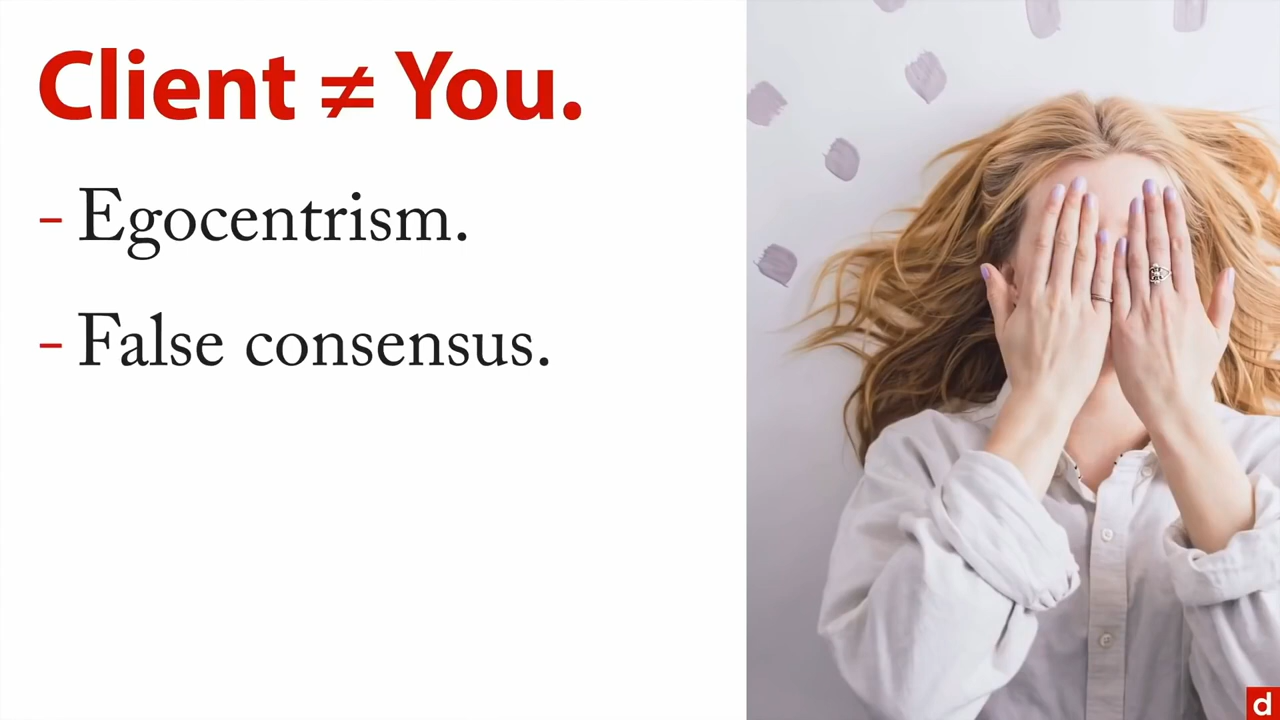 Client ≠ You.
- Egocentrism.
- False consensus.
d